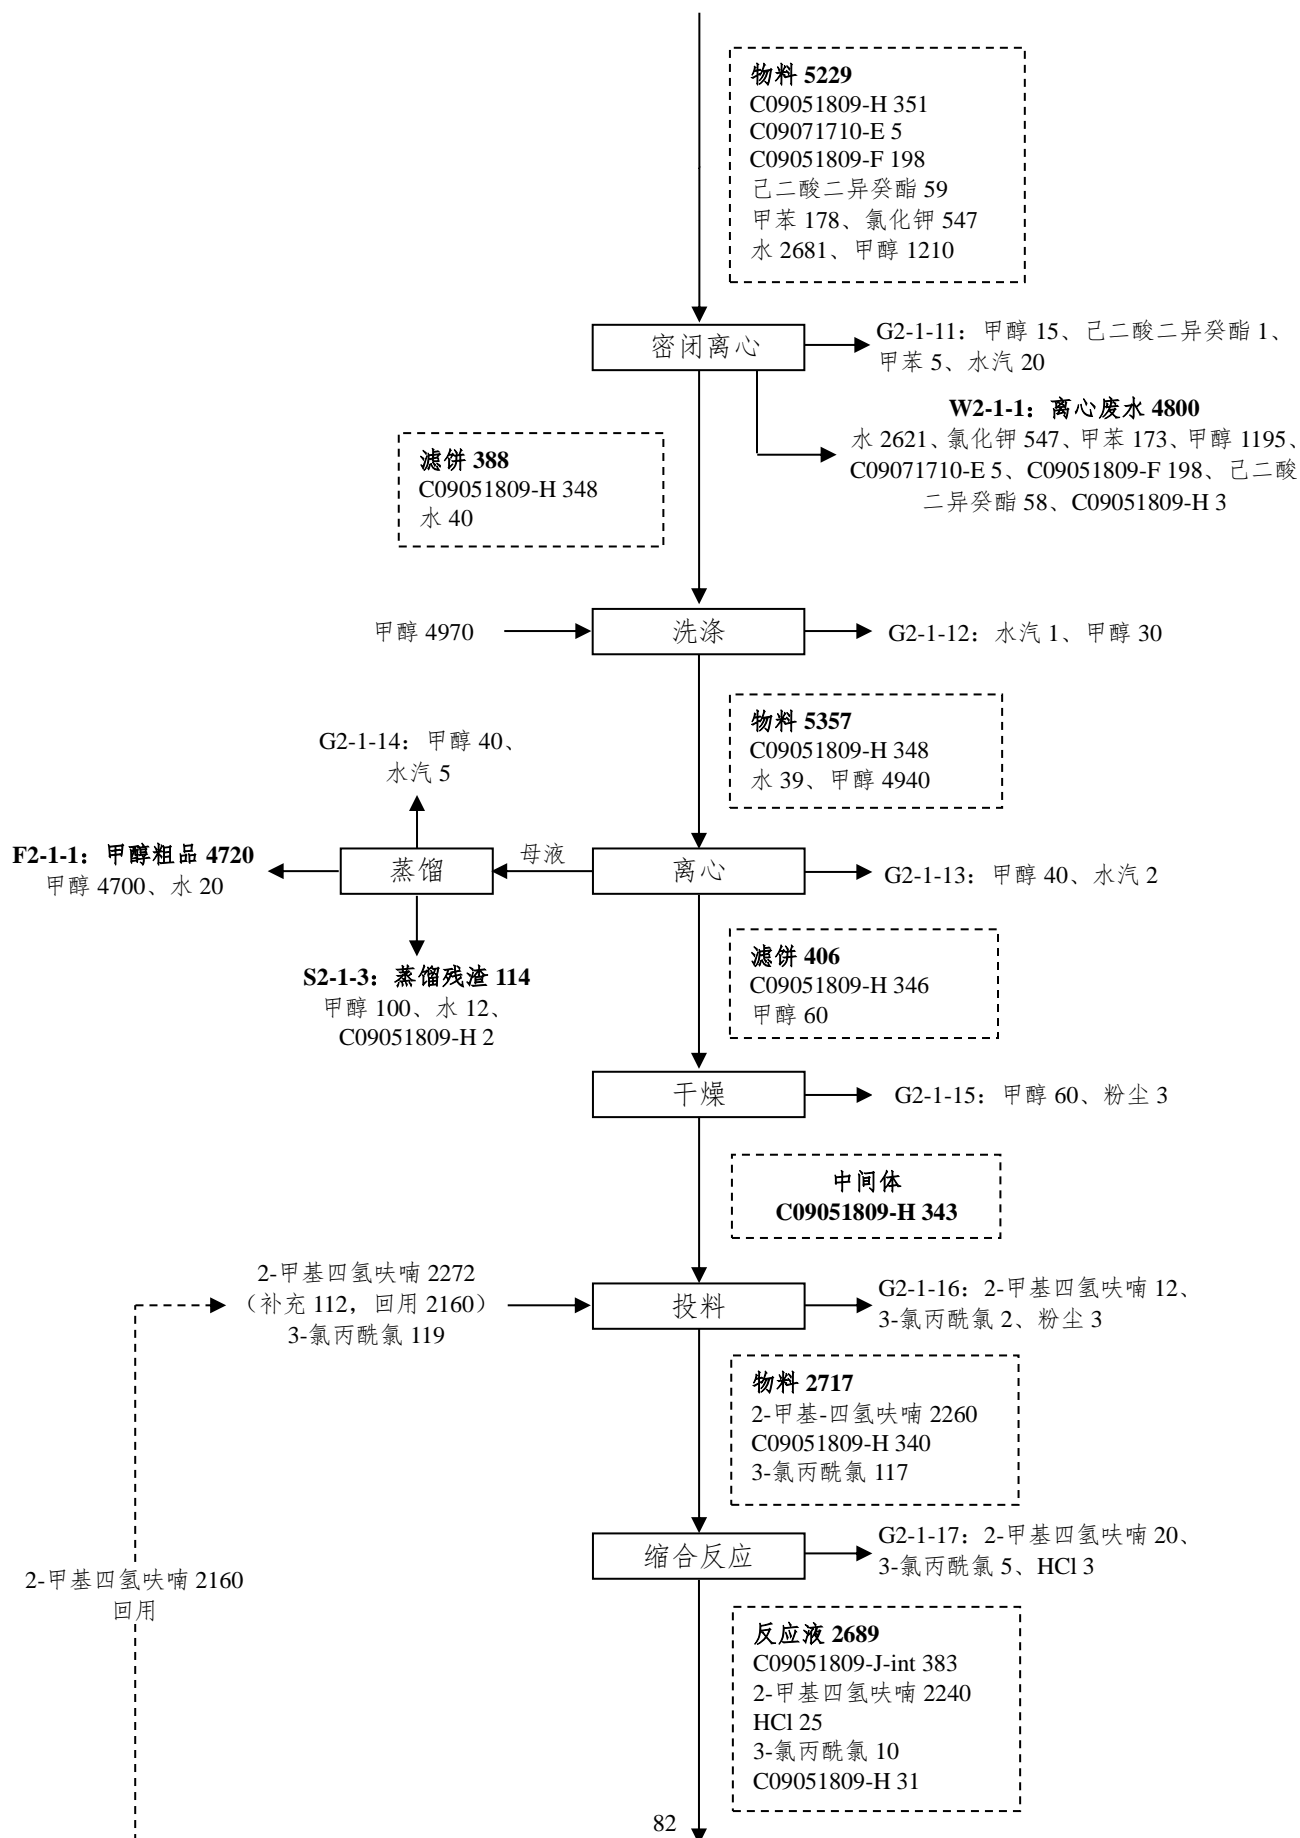 物料 5229
C09051809-H 351
C09071710-E 5
C09051809-F 198
己二酸二异癸酯 59
甲苯 178、氯化钾 547
水 2681、甲醇 1210
密闭离心
G2-1-11：甲醇 15、己二酸二异癸酯 1、
甲苯 5、水汽 20
W2-1-1：离心废水 4800
水 2621、氯化钾 547、甲苯 173、甲醇 1195、
C09071710-E 5、C09051809-F 198、己二酸
二异癸酯 58、C09051809-H 3
滤饼 388
C09051809-H 348
水 40
甲醇 4970
洗涤
G2-1-12：水汽 1、甲醇 30
物料 5357
C09051809-H 348
水 39、甲醇 4940
G2-1-14：甲醇 40、
水汽 5
F2-1-1：甲醇粗品 4720
甲醇 4700、水 20
蒸馏
母液
离心
G2-1-13：甲醇 40、水汽 2
S2-1-3：蒸馏残渣 114
甲醇 100、水 12、
C09051809-H 2
滤饼 406
C09051809-H 346
甲醇 60
干燥
G2-1-15：甲醇 60、粉尘 3
中间体
C09051809-H 343
2-甲基四氢呋喃 2272
（补充 112，回用 2160）
3-氯丙酰氯 119
投料
G2-1-16：2-甲基四氢呋喃 12、
3-氯丙酰氯 2、粉尘 3
物料 2717
2-甲基-四氢呋喃 2260
C09051809-H 340
3-氯丙酰氯 117
缩合反应
G2-1-17：2-甲基四氢呋喃 20、
3-氯丙酰氯 5、HCl 3
2-甲基四氢呋喃 2160
回用
反应液 2689
C09051809-J-int 383
2-甲基四氢呋喃 2240
HCl 25
3-氯丙酰氯 10
C09051809-H 31
82